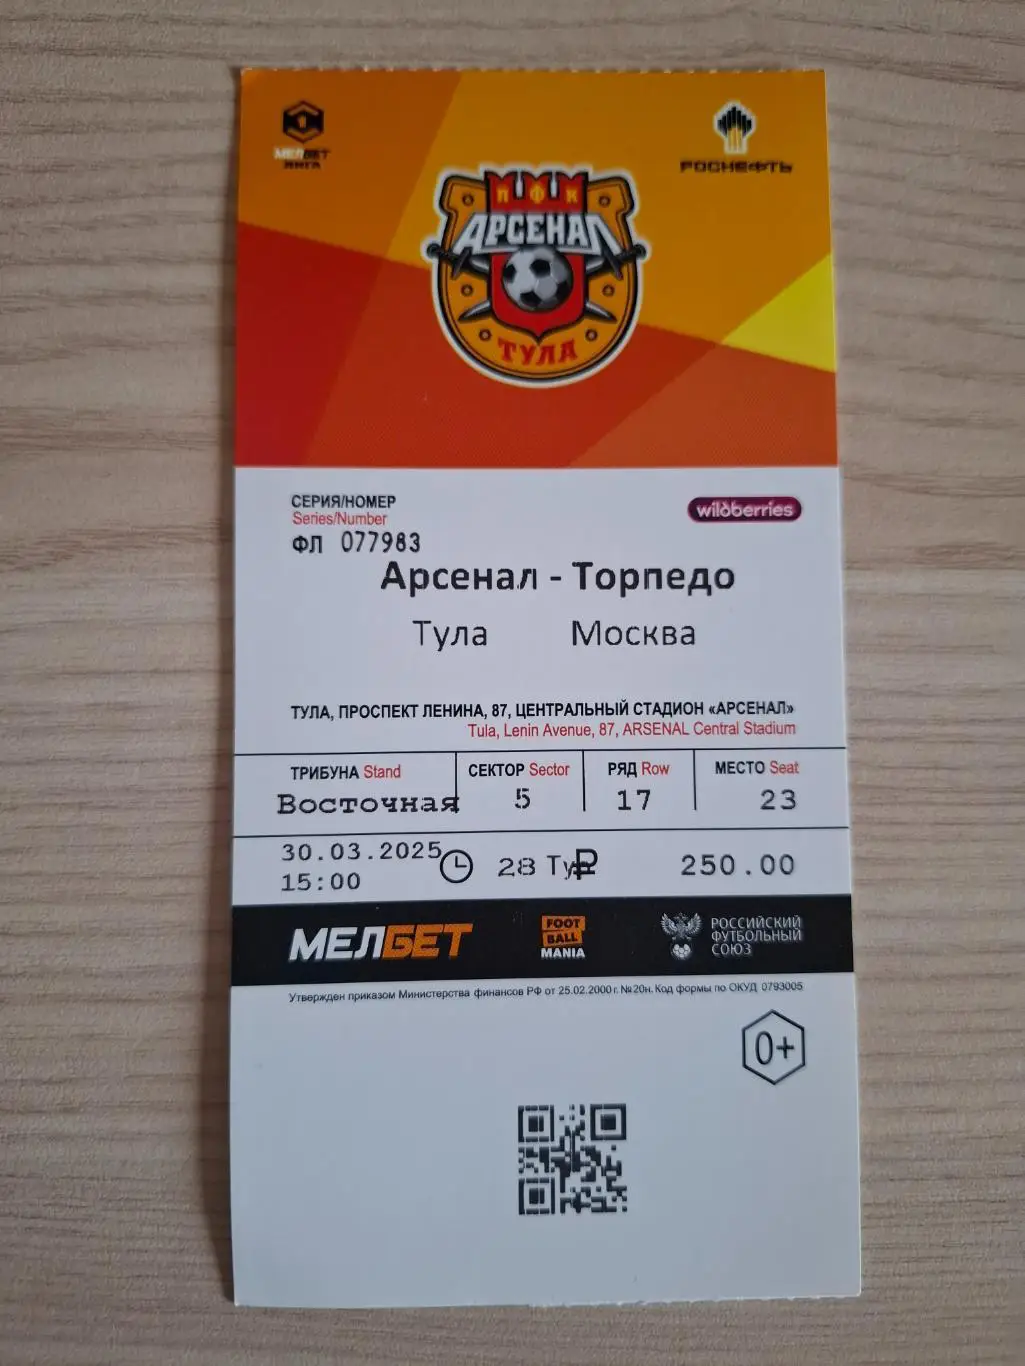 1
МЕЛБЕТ
ЛИГА
РОСНЕФТЬ
ПФК
АРСЕНАЛ
ТУЛА
СЕРИЯ/НОМЕР
Series/Number
ФЛ 077983
wildberries
Арсенал - Торпедо
Тула Москва
ТУЛА, ПРОСПЕКТ ЛЕНИНА, 87, ЦЕНТРАЛЬНЫЙ СТАДИОН «АРСЕНАЛ»
Tula, Lenin Avenue, 87, ARSENAL Central Stadium
ТРИБУНА Stand СЕКТОР Sector РЯД Row МЕСТО Seat
Восточная 5 17 23
30.03.2025
15:00
28 Тур ₽ 250.00
МЕЛБЕТ
FOOT
BALL
MANIA
РОССИЙСКИЙ
ФУТБОЛЬНЫЙ
СОЮЗ
Утвержден приказом Министерства финансов РФ от 25.02.2000 г. №20н. Код формы по ОКУД 0793005
0+